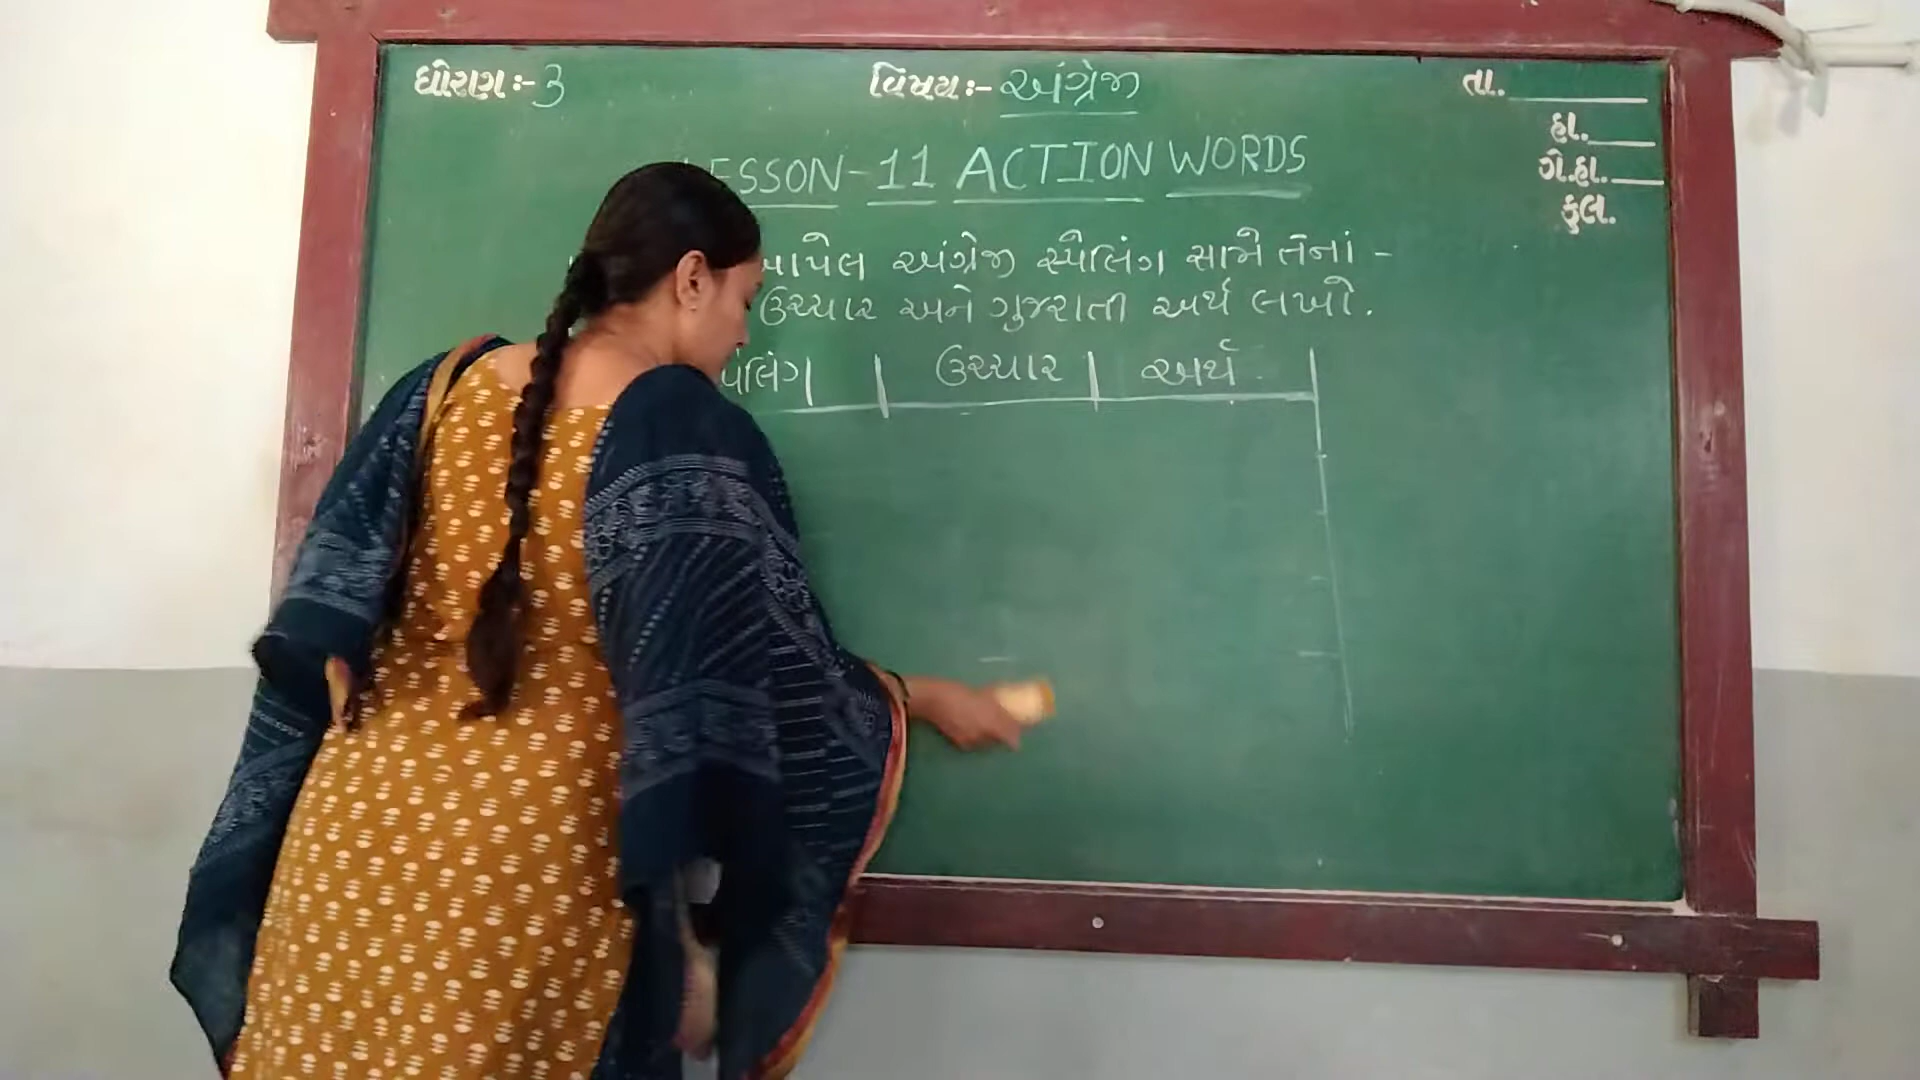 ધોરણ:- 3
વિષય:- અંગ્રેજી
તા.
હા.
ગે.હા.
કુલ.
LESSON-11 ACTION WORDS
આપેલ અંગ્રેજી સ્પેલિંગ સામે તેનાં -
ઉચ્ચાર અને ગુજરાતી અર્થ લખો.
સ્પેલિંગ | ઉચ્ચાર | અર્થ